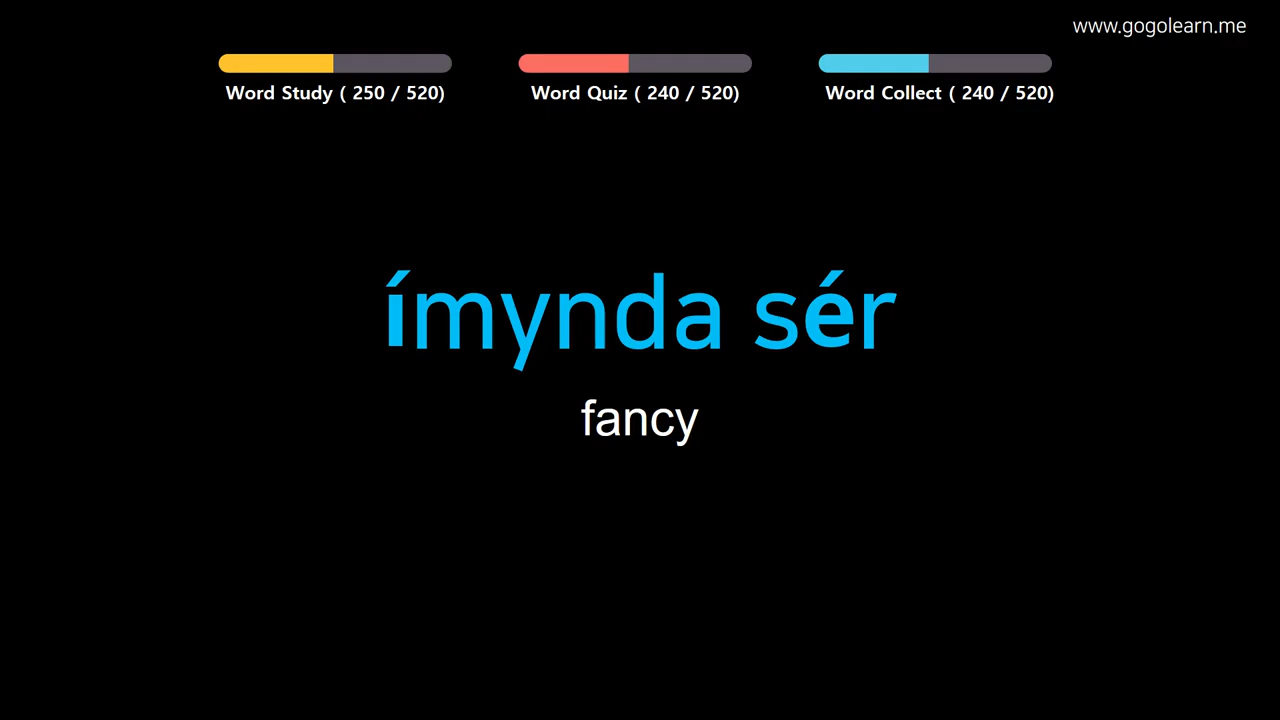 www.gogolearn.me
Word Study ( 250 / 520)
Word Quiz ( 240 / 520)
Word Collect ( 240 / 520)
ímynda sér
fancy